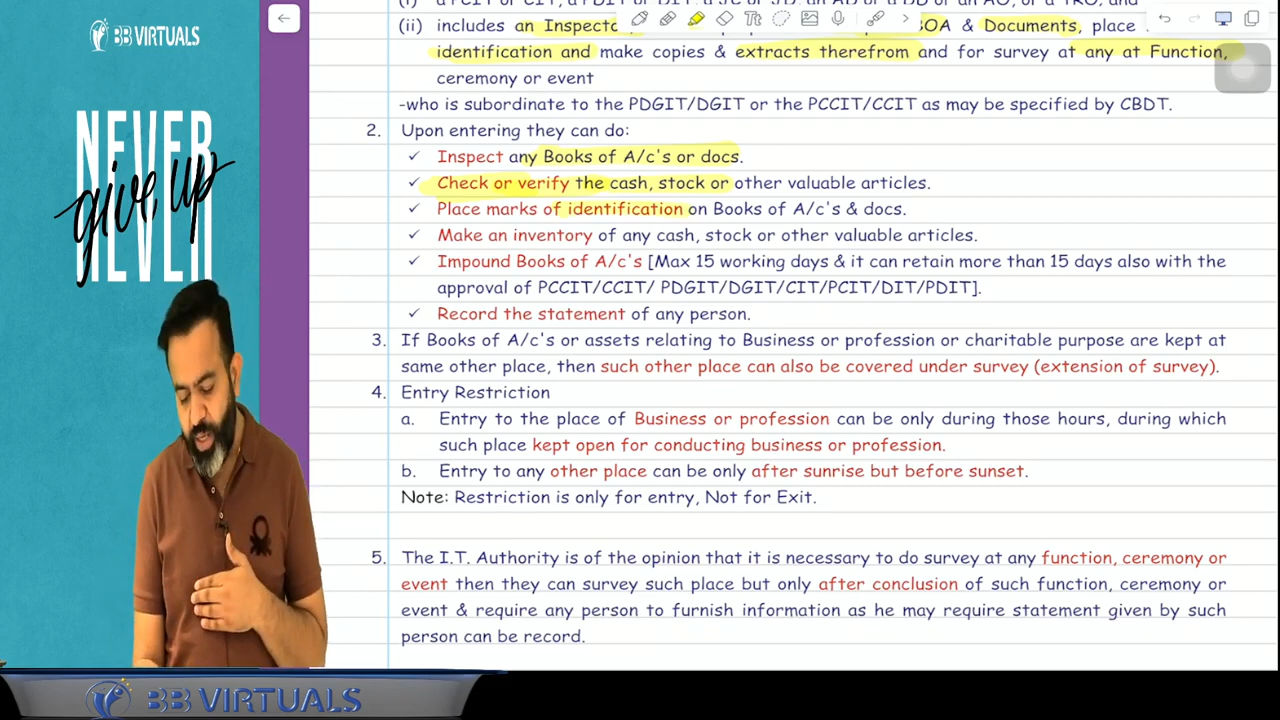 BB VIRTUALS
NEVER
give up
NEVER
(ii) includes an Inspector OA & Documents, place
identification and make copies & extracts therefrom and for survey at any at Function,
ceremony or event
-who is subordinate to the PDGIT/DGIT or the PCCIT/CCIT as may be specified by CBDT.
2. Upon entering they can do:
✓ Inspect any Books of A/c's or docs.
✓ Check or verify the cash, stock or other valuable articles.
✓ Place marks of identification on Books of A/c's & docs.
✓ Make an inventory of any cash, stock or other valuable articles.
✓ Impound Books of A/c's [Max 15 working days & it can retain more than 15 days also with the
approval of PCCIT/CCIT/ PDGIT/DGIT/CIT/PCIT/DIT/PDIT].
✓ Record the statement of any person.
3. If Books of A/c's or assets relating to Business or profession or charitable purpose are kept at
same other place, then such other place can also be covered under survey (extension of survey).
4. Entry Restriction
a. Entry to the place of Business or profession can be only during those hours, during which
such place kept open for conducting business or profession.
b. Entry to any other place can be only after sunrise but before sunset.
Note: Restriction is only for entry, Not for Exit.
5. The I.T. Authority is of the opinion that it is necessary to do survey at any function, ceremony or
event then they can survey such place but only after conclusion of such function, ceremony or
event & require any person to furnish information as he may require statement given by such
person can be record.
BB VIRTUALS